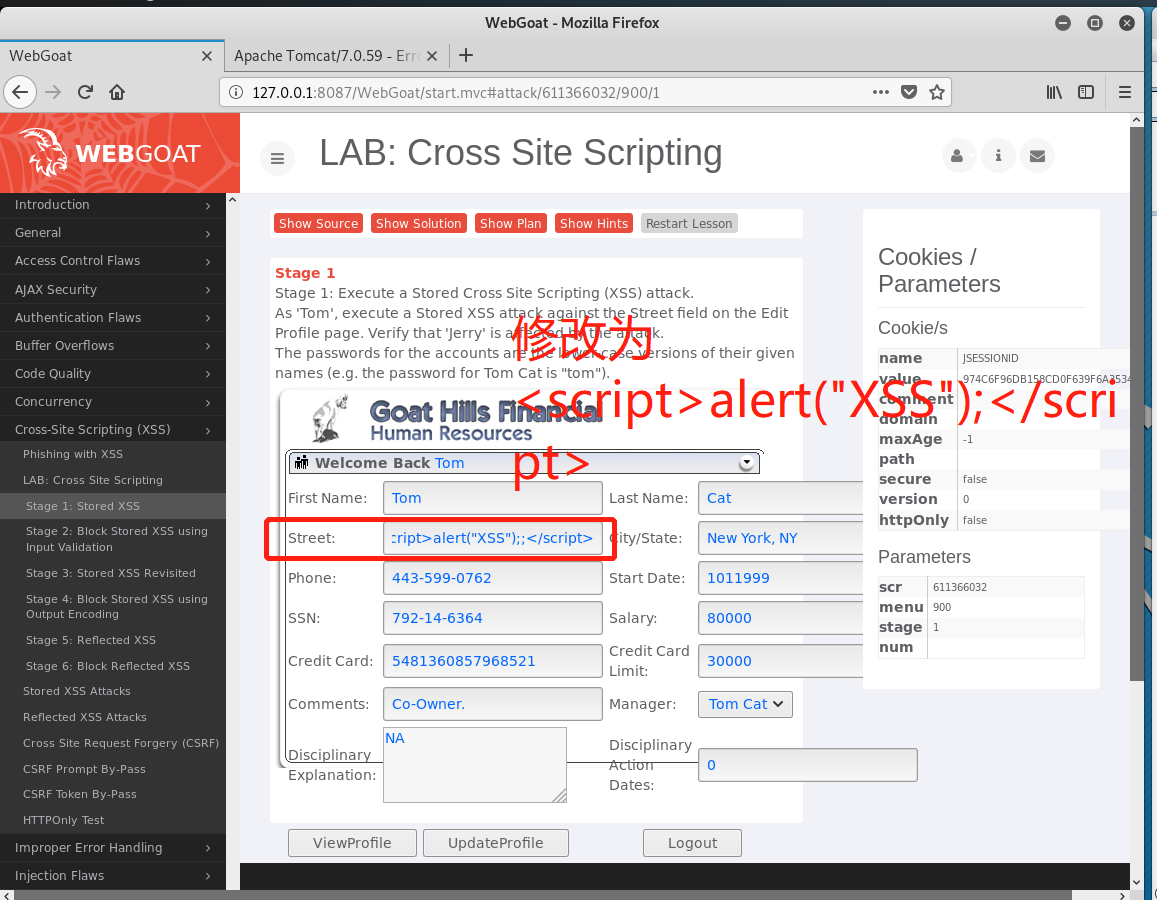 WebGoat - Mozilla Firefox
WebGoat
Apache Tomcat/7.0.59 - Err
127.0.0.1:8087/WebGoat/start.mvc#attack/611366032/900/1
WEBGOAT
LAB: Cross Site Scripting
Introduction
General
Access Control Flaws
AJAX Security
Authentication Flaws
Buffer Overflows
Code Quality
Concurrency
Cross-Site Scripting (XSS)
Phishing with XSS
LAB: Cross Site Scripting
Stage 1: Stored XSS
Stage 2: Block Stored XSS using
Input Validation
Stage 3: Stored XSS Revisited
Stage 4: Block Stored XSS using
Output Encoding
Stage 5: Reflected XSS
Stage 6: Block Reflected XSS
Stored XSS Attacks
Reflected XSS Attacks
Cross Site Request Forgery (CSRF)
CSRF Prompt By-Pass
CSRF Token By-Pass
HTTPOnly Test
Improper Error Handling
Injection Flaws
Show Source Show Solution Show Plan Show Hints Restart Lesson
Stage 1
Stage 1: Execute a Stored Cross Site Scripting (XSS) attack.
As 'Tom', execute a Stored XSS attack against the Street field on the Edit
Profile page. Verify that 'Jerry' is affected by the attack.
The passwords for the accounts are the lower-case versions of their given
names (e.g. the password for Tom Cat is "tom").
修改为
<script>alert("XSS");</scri
pt>
Goat Hills Financial
Human Resources
Welcome Back Tom
First Name: Tom Last Name: Cat
Street: cript>alert("XSS");;</script> City/State: New York, NY
Phone: 443-599-0762 Start Date: 1011999
SSN: 792-14-6364 Salary: 80000
Credit Card: 5481360857968521 Credit Card
Limit: 30000
Comments: Co-Owner. Manager: Tom Cat
Disciplinary
Explanation: NA
Disciplinary
Action
Dates: 0
ViewProfile UpdateProfile Logout
Cookies /
Parameters
Cookie/s
name JSESSIONID
value
comment
domain
maxAge -1
path
secure false
version 0
httpOnly false
Parameters
scr 611366032
menu 900
stage 1
num